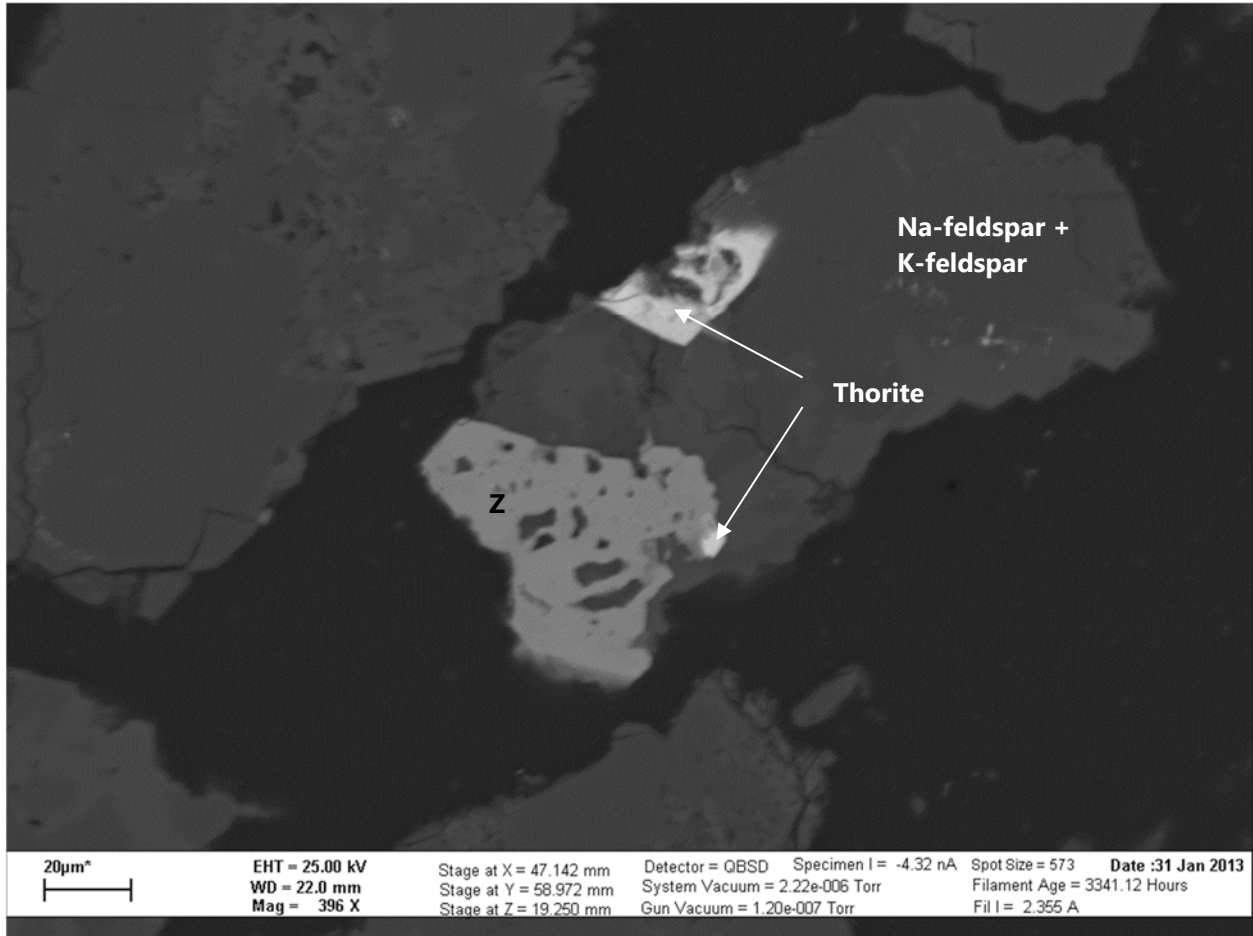 Na-feldspar +
K-feldspar
Thorite
Z
20µm*
EHT = 25.00 kV
WD = 22.0 mm
Mag = 396 X
Stage at X = 47.142 mm
Stage at Y = 58.972 mm
Stage at Z = 19.250 mm
Detector = QBSD Specimen I = -4.32 nA Spot Size = 573 Date :31 Jan 2013
System Vacuum = 2.22e-006 Torr Filament Age = 3341.12 Hours
Gun Vacuum = 1.20e-007 Torr Fil I = 2.355 A